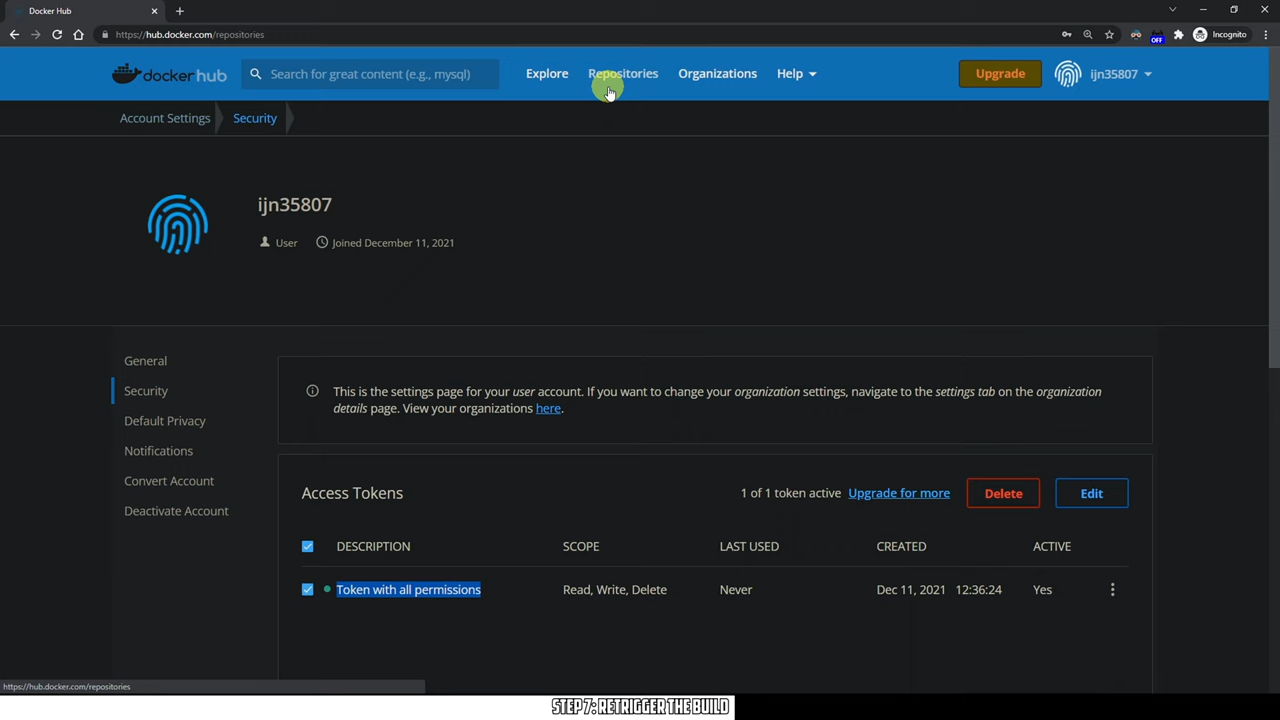 Docker Hub
https://hub.docker.com/repositories
OFF
Incognito
dockerhub
Search for great content (e.g., mysql)
Explore
Repositories
Organizations
Help
Upgrade
ijn35807
Account Settings
Security
ijn35807
User
Joined December 11, 2021
General
Security
Default Privacy
Notifications
Convert Account
Deactivate Account
This is the settings page for your user account. If you want to change your organization settings, navigate to the settings tab on the organization
details page. View your organizations here.
Access Tokens
1 of 1 token active
Upgrade for more
Delete
Edit
DESCRIPTION
SCOPE
LAST USED
CREATED
ACTIVE
Token with all permissions
Read, Write, Delete
Never
Dec 11, 2021 12:36:24
Yes
https://hub.docker.com/repositories
STEP 7: RETRIGGER THE BUILD